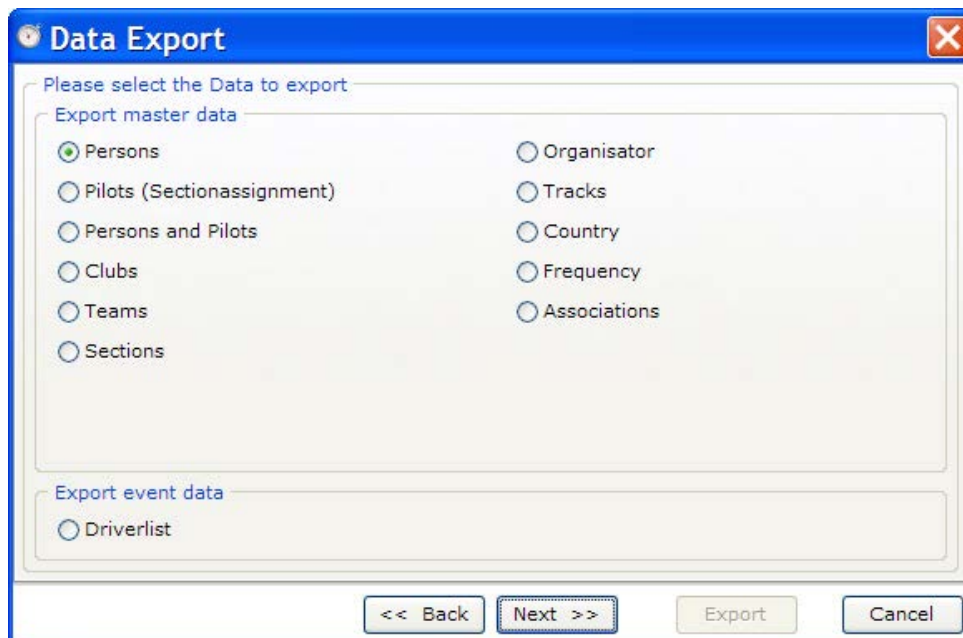 Data Export
Please select the Data to export
Export master data
Persons
Pilots (Sectionassignment)
Persons and Pilots
Clubs
Teams
Sections
Organisator
Tracks
Country
Frequency
Associations
Export event data
Driverlist
<< Back
Next >>
Export
Cancel